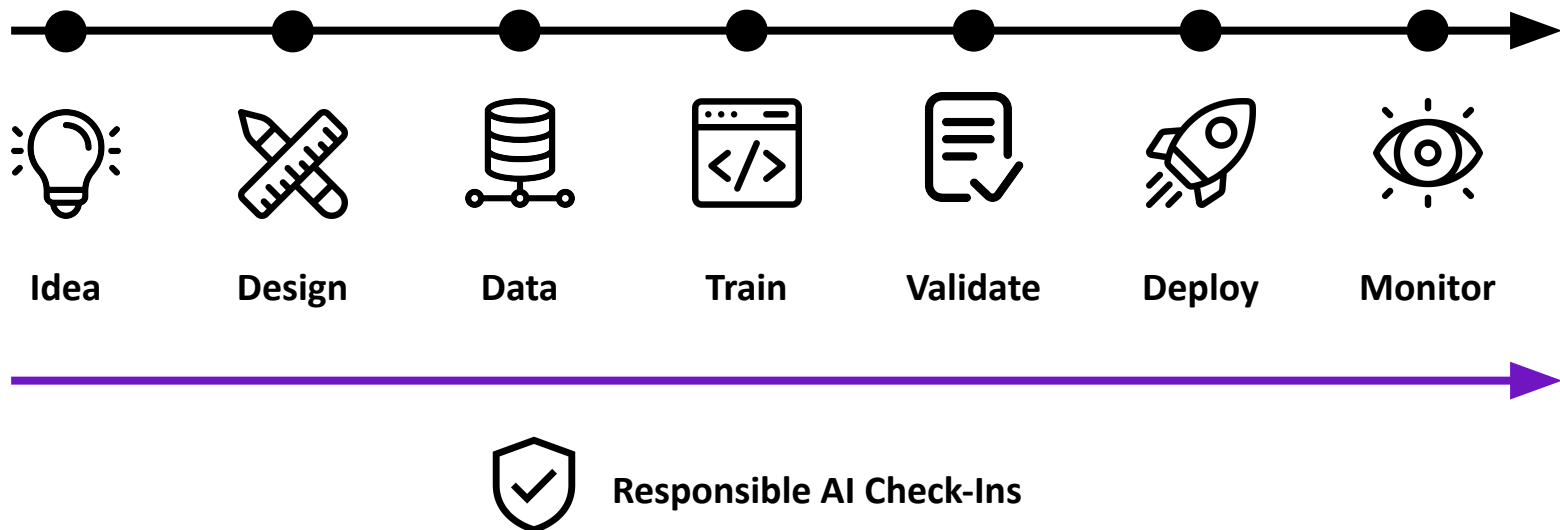 Idea
Design
Data
Train
Validate
Deploy
Monitor
Responsible AI Check-Ins